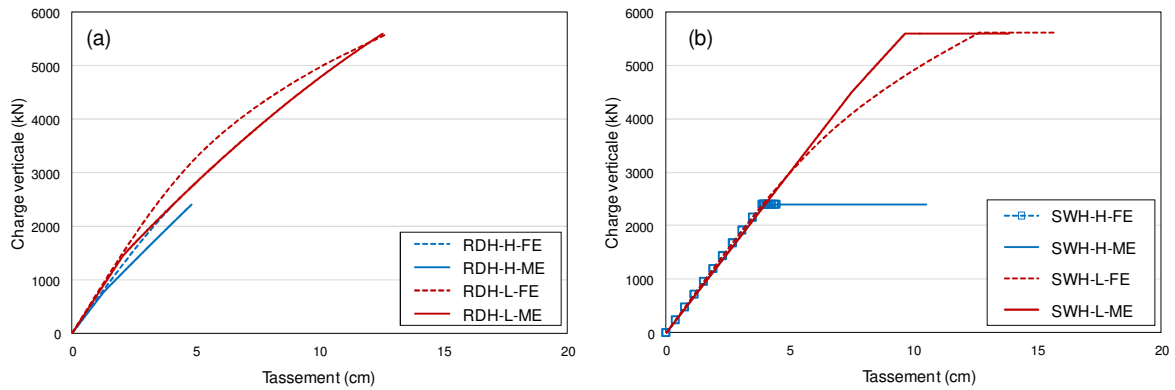 (a)
Charge verticale (kN)
6000
5000
4000
3000
2000
1000
0
0 5 10 15 20
Tassement (cm)
RDH-H-FE
RDH-H-ME
RDH-L-FE
RDH-L-ME
(b)
Charge verticale (kN)
6000
5000
4000
3000
2000
1000
0
0 5 10 15 20
Tassement (cm)
SWH-H-FE
SWH-H-ME
SWH-L-FE
SWH-L-ME